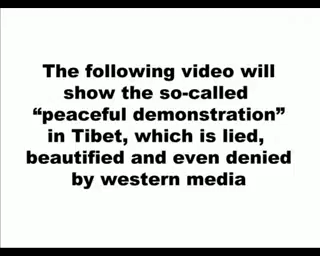 The following video will
show the so-called
“peaceful demonstration”
in Tibet, which is lied,
beautified and even denied
by western media